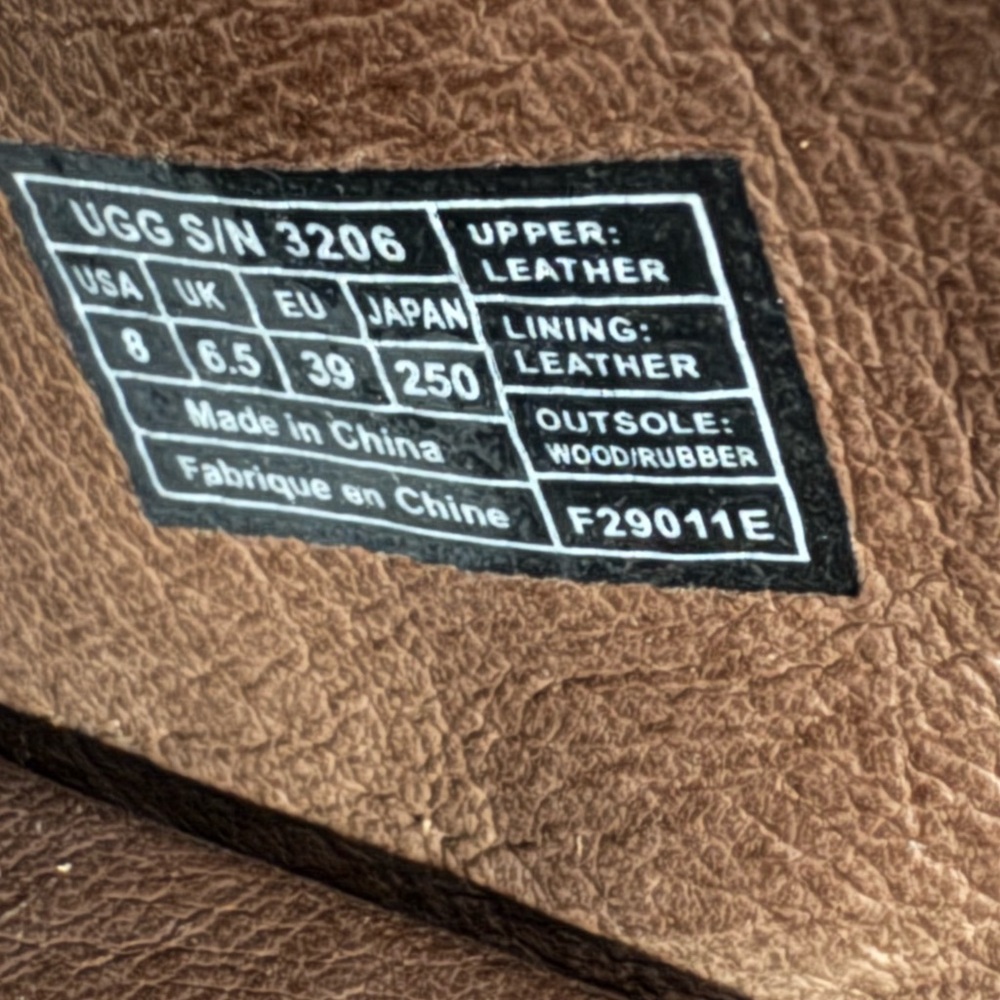 UGG S/N 3206
USA UK EU JAPAN
8 6.5 39 250
Made in China
Fabrique en Chine
UPPER:
LEATHER
LINING:
LEATHER
OUTSOLE:
WOOD/RUBBER
F29011E